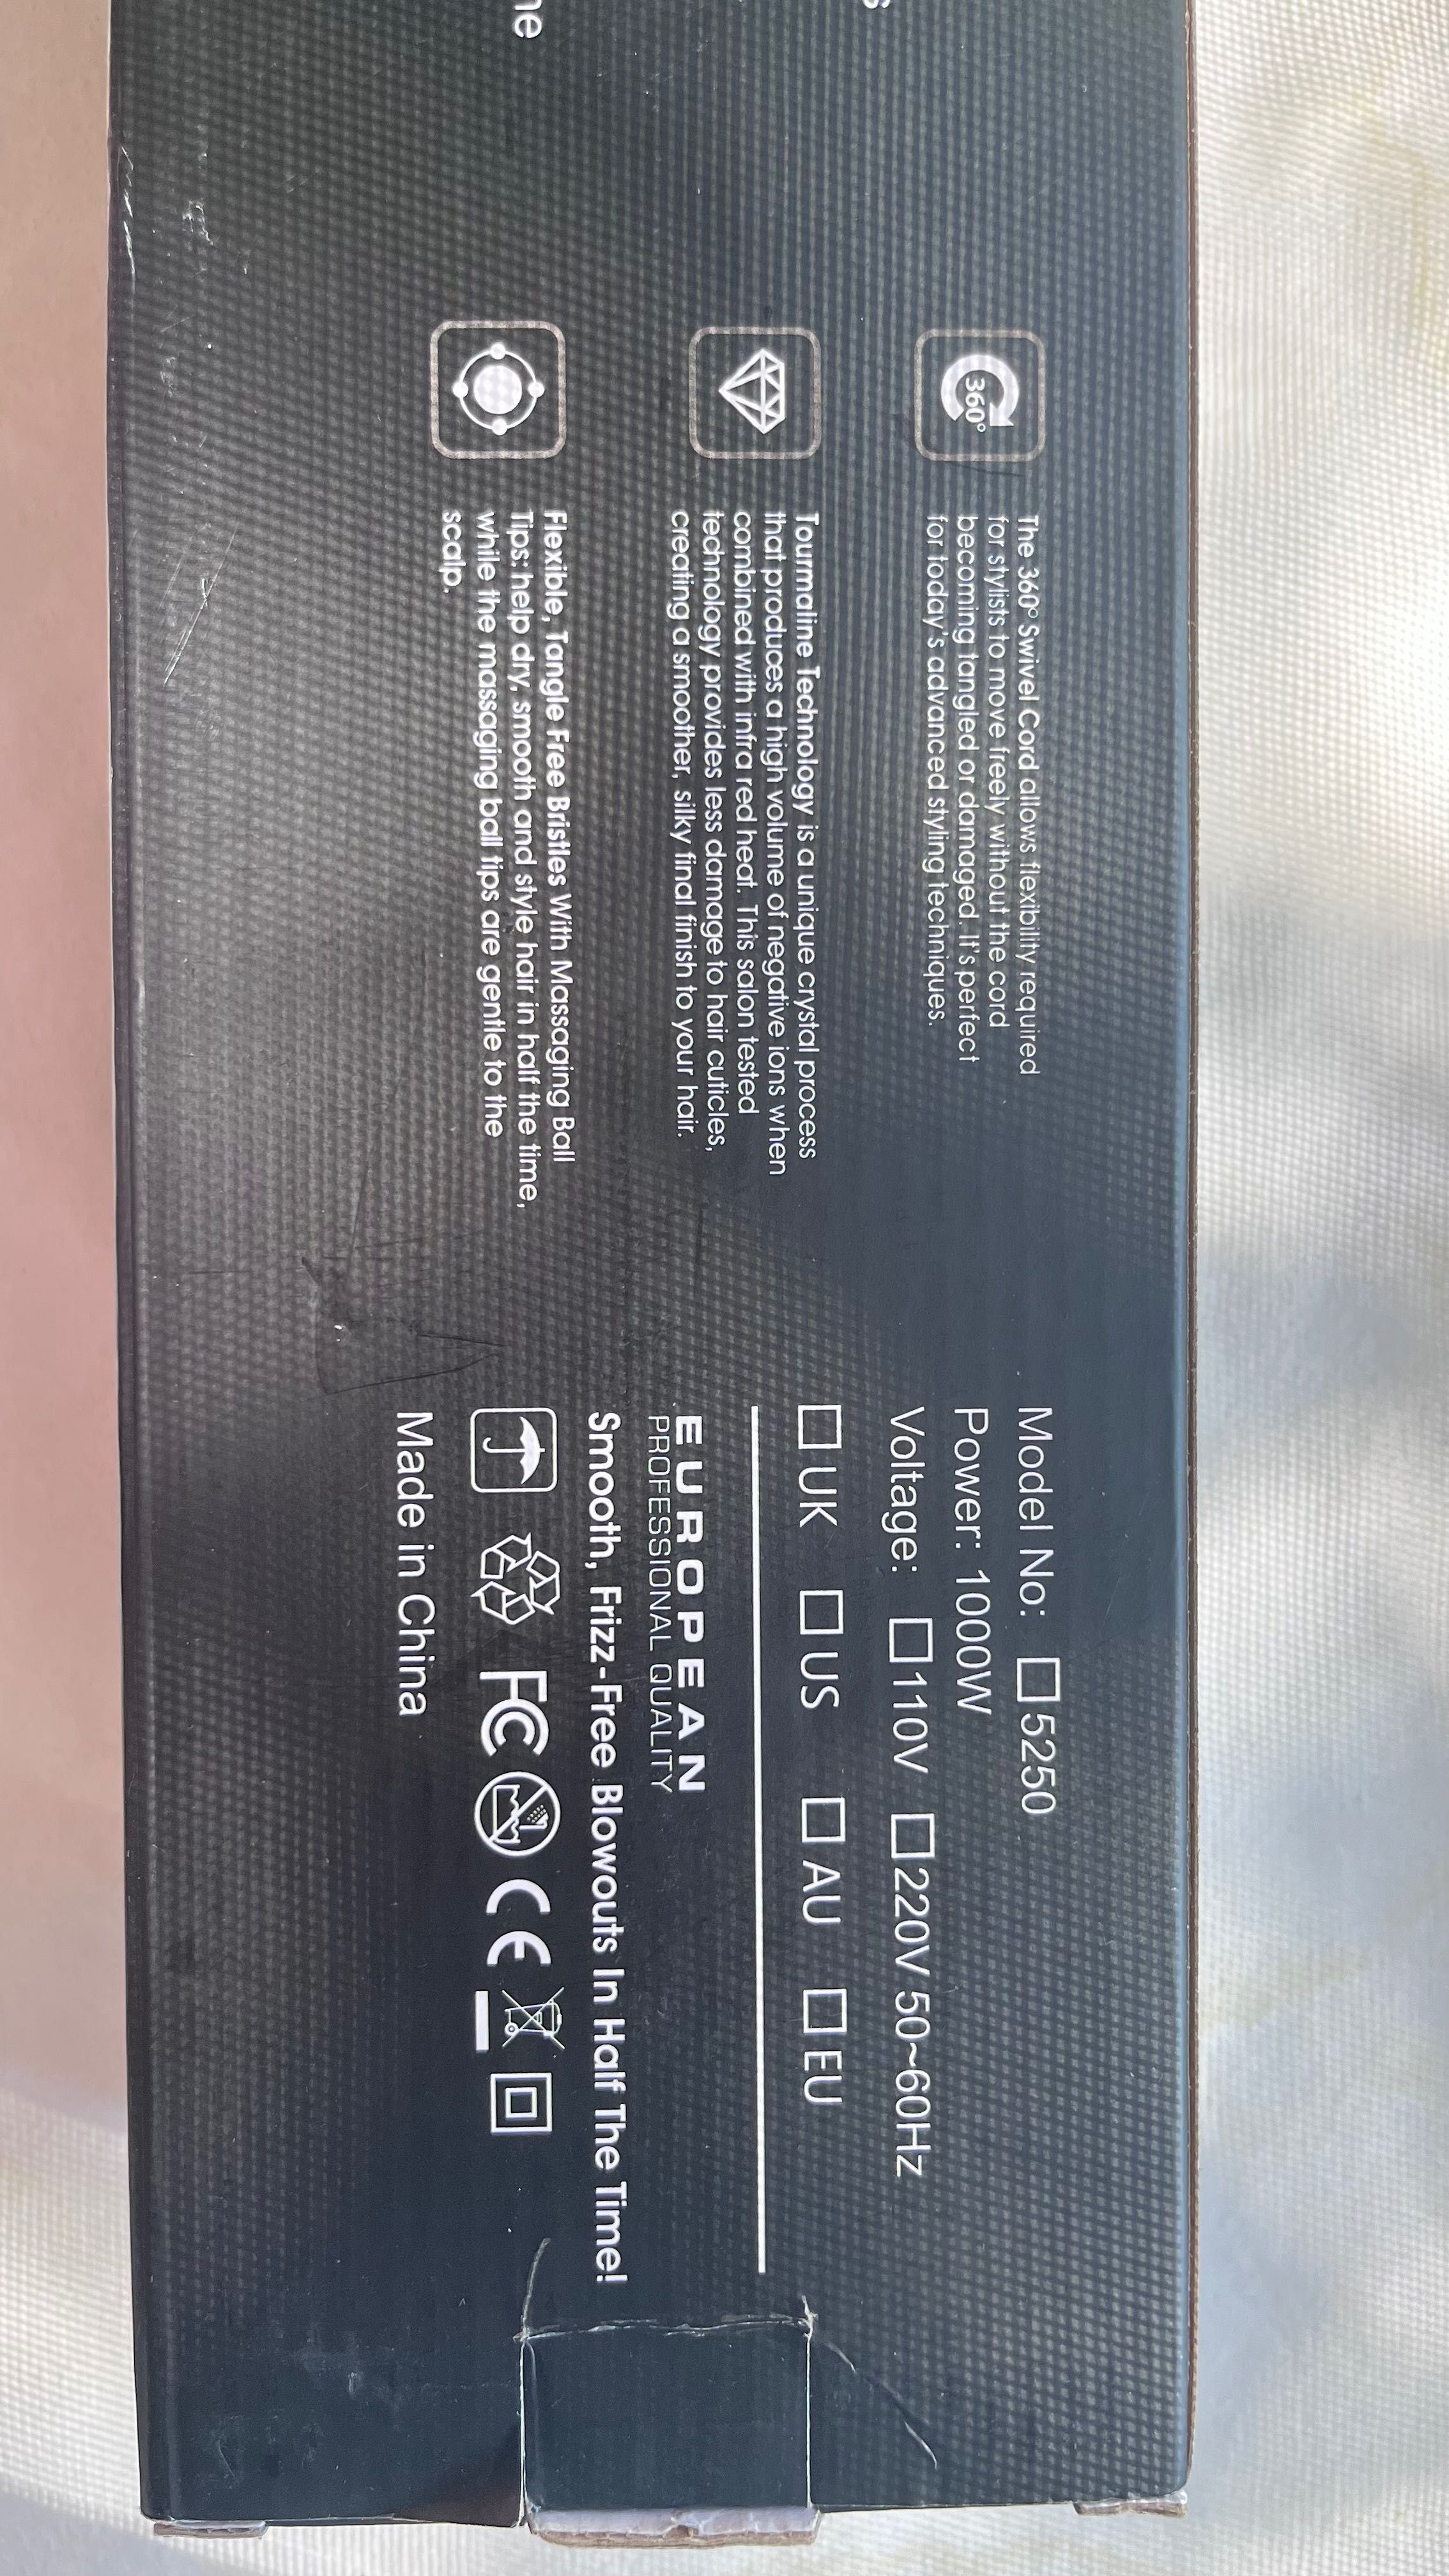 360°
The 360° Swivel Cord allows flexibility required
for stylists to move freely without the cord
becoming tangled or damaged. It's perfect
for today's advanced styling techniques.
Tourmaline Technology is a unique crystal process
that produces a high volume of negative ions when
combined with infra red heat. This salon tested
technology provides less damage to hair cuticles,
creating a smoother, silky final finish to your hair.
Flexible, Tangle Free Bristles With Massaging Ball
Tips: help dry, smooth and style hair in half the time,
while the massaging ball tips are gentle to the
scalp.
Model No: □5250
Power: 1000W
Voltage: □110V □220V 50~60Hz
□UK □US □AU □EU
EUROPEAN
PROFESSIONAL QUALITY
Smooth, Frizz-Free Blowouts In Half The Time!
FC CE
Made in China